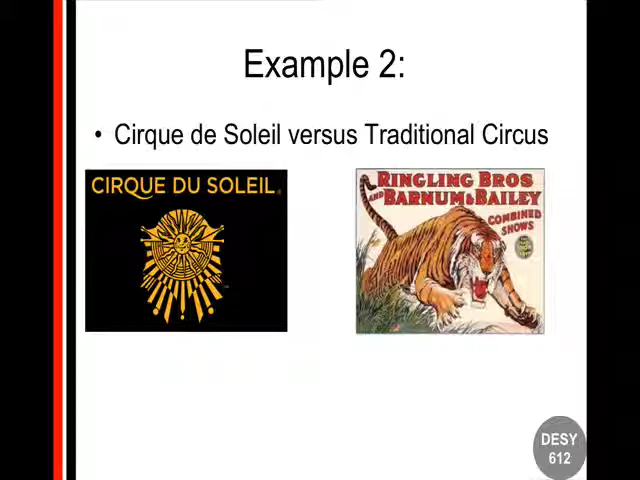 Example 2:
• Cirque de Soleil versus Traditional Circus
CIRQUE DU SOLEIL
RINGLING BROS
AND BARNUM & BAILEY
COMBINED
SHOWS
DESY
612